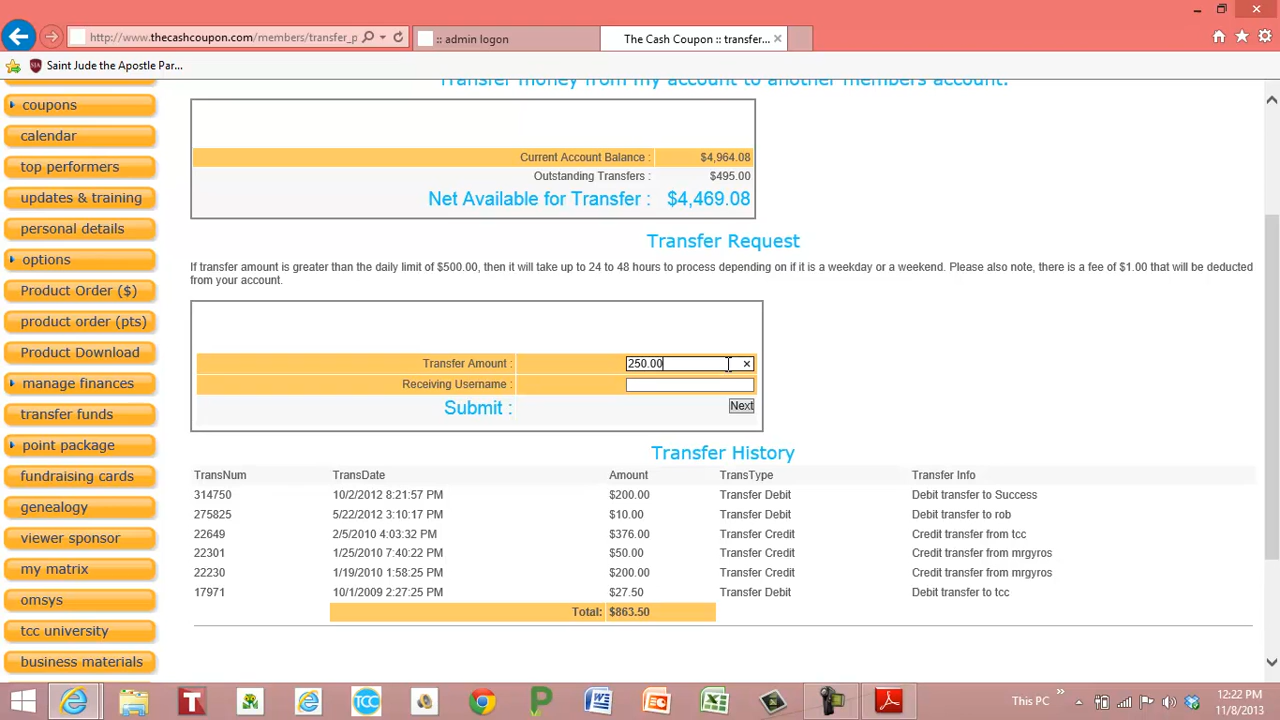 http://www.thecashcoupon.com/members/transfer_p
:: admin logon
The Cash Coupon :: transfer...
Saint Jude the Apostle Par...
Transfer money from my account to another members account.
coupons
calendar
top performers
updates & training
personal details
options
Product Order ($)
product order (pts)
Product Download
manage finances
transfer funds
point package
fundraising cards
genealogy
viewer sponsor
my matrix
omsys
tcc university
business materials
Current Account Balance : $4,964.08
Outstanding Transfers : $495.00
Net Available for Transfer : $4,469.08
Transfer Request
If transfer amount is greater than the daily limit of $500.00, then it will take up to 24 to 48 hours to process depending on if it is a weekday or a weekend. Please also note, there is a fee of $1.00 that will be deducted
from your account.
Transfer Amount : 250.00
Receiving Username :
Submit : Next
Transfer History
TransNum TransDate Amount TransType Transfer Info
314750 10/2/2012 8:21:57 PM $200.00 Transfer Debit Debit transfer to Success
275825 5/22/2012 3:10:17 PM $10.00 Transfer Debit Debit transfer to rob
22649 2/5/2010 4:03:32 PM $376.00 Transfer Credit Credit transfer from tcc
22301 1/25/2010 7:40:22 PM $50.00 Transfer Credit Credit transfer from mrgyros
22230 1/19/2010 1:58:25 PM $200.00 Transfer Credit Credit transfer from mrgyros
17971 10/1/2009 2:27:25 PM $27.50 Transfer Debit Debit transfer to tcc
Total: $863.50
TCC
This PC
12:22 PM
11/8/2013